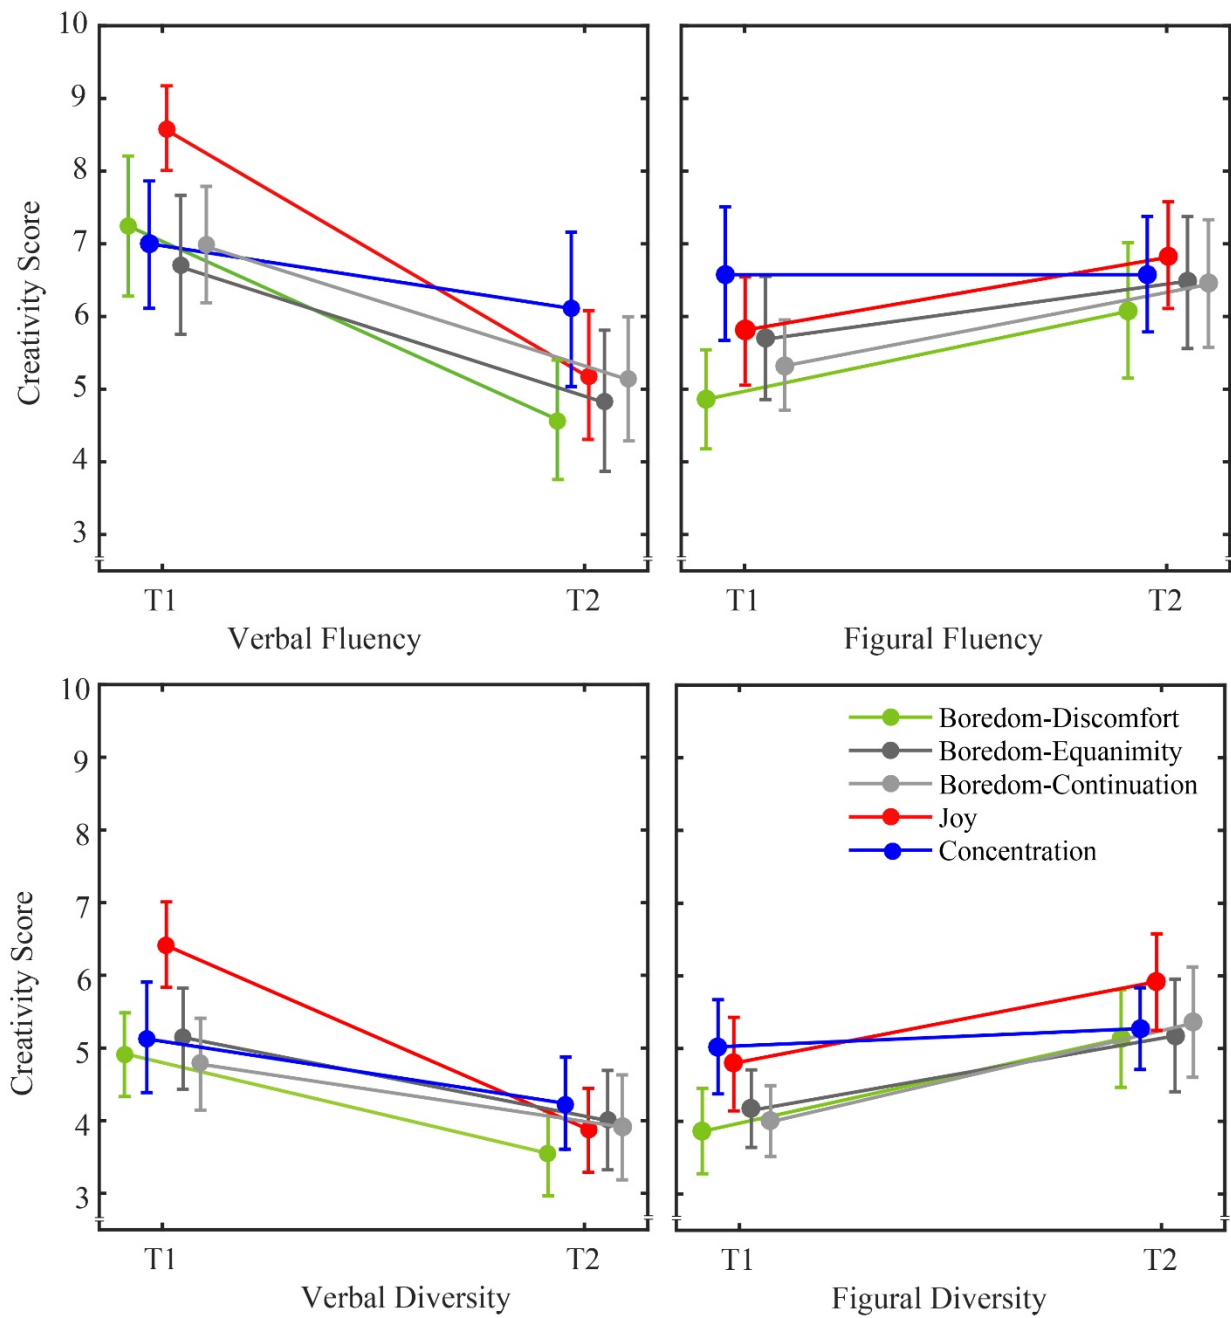 10
9
8
7
6
5
4
3
Creativity Score
T1 T2
Verbal Fluency
T1 T2
Figural Fluency
10
9
8
7
6
5
4
3
Creativity Score
T1 T2
Verbal Diversity
Boredom-Discomfort
Boredom-Equanimity
Boredom-Continuation
Joy
Concentration
T1 T2
Figural Diversity